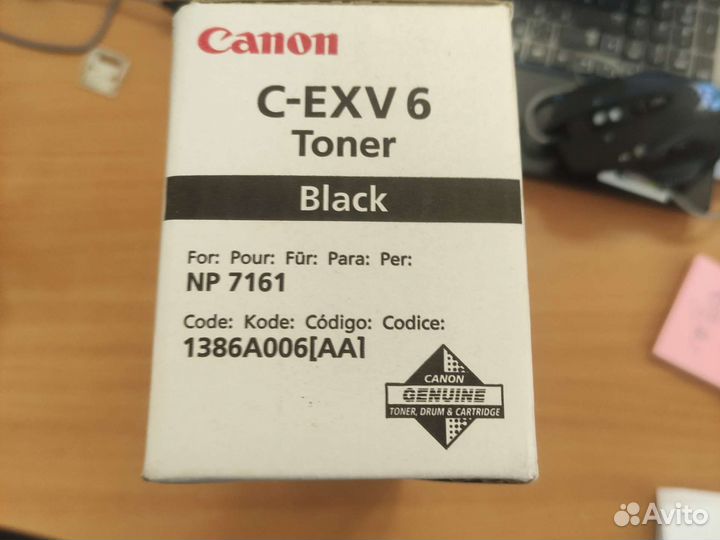 Canon
C-EXV 6
Toner
Black
For: Pour: Für: Para: Per:
NP 7161
Code: Kode: Código: Codice:
1386A006[AA]
CANON
GENUINE
TONER, DRUM & CARTRIDGE
Avito